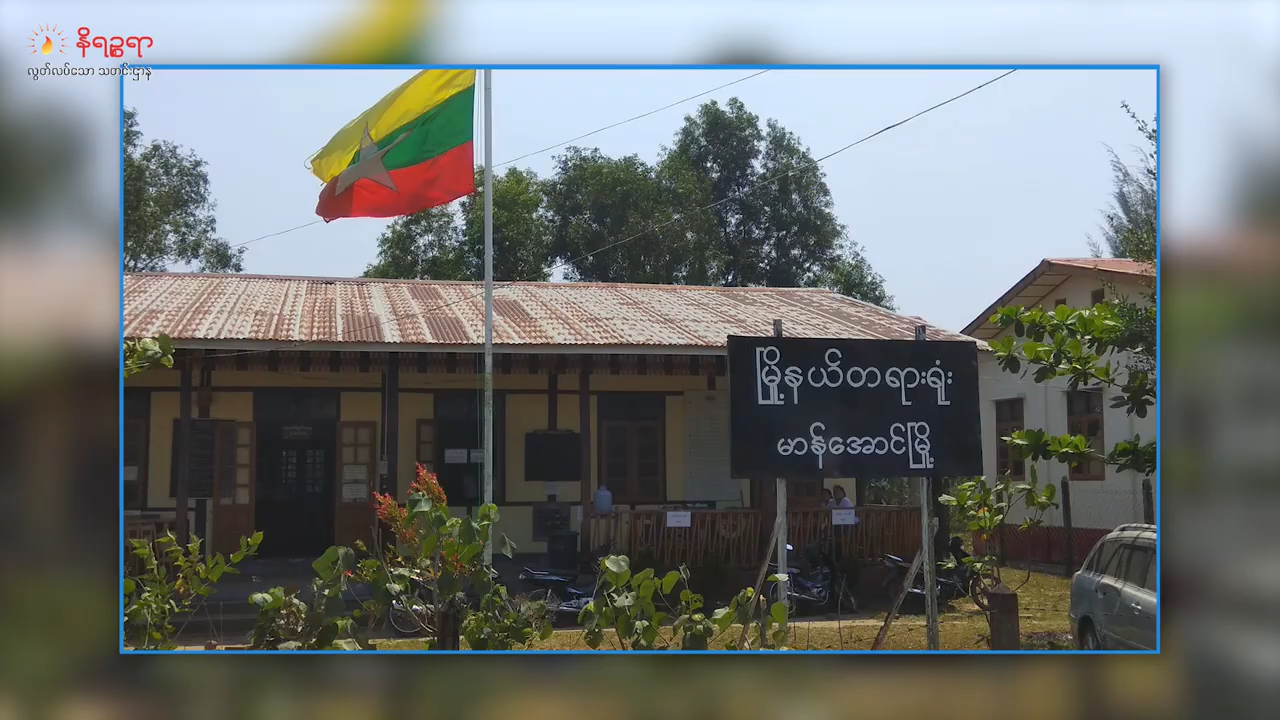 နိရဉ္စရာ
လွတ်လပ်သော သတင်းဌာန
မြို့နယ်တရားရုံး
မာန်အောင်မြို့